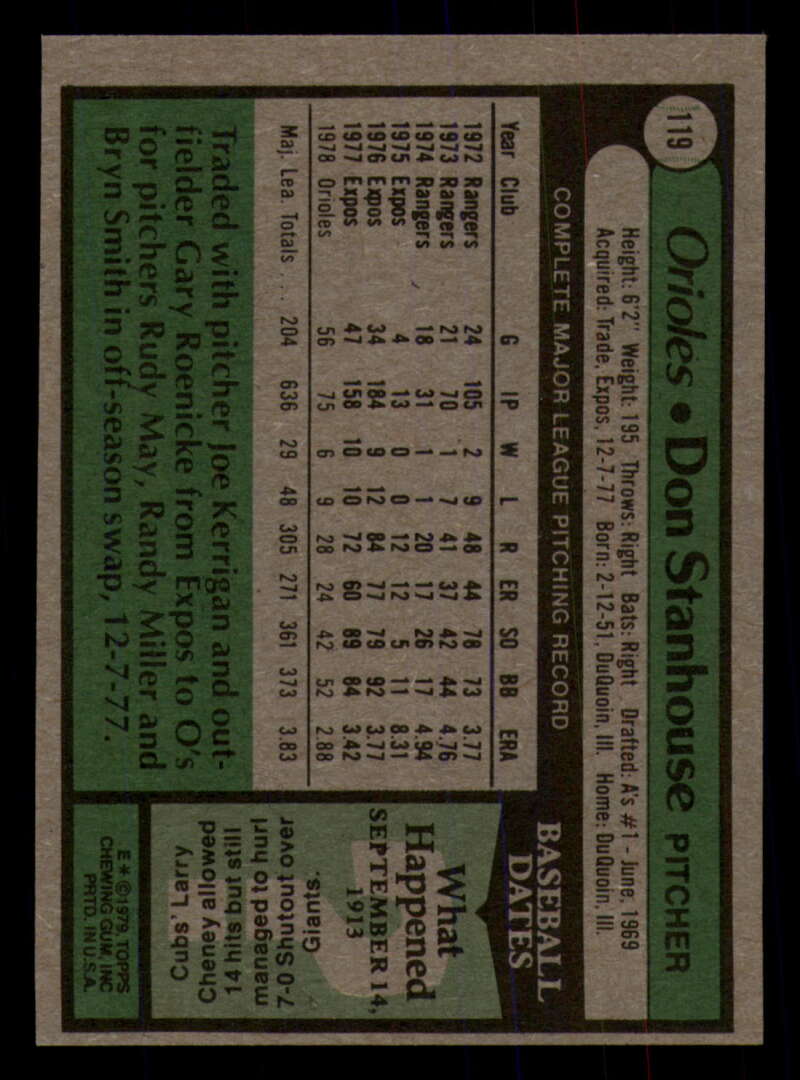 119
Orioles • Don Stanhouse PITCHER
Height: 6'2" Weight: 195 Throws: Right Bats: Right Drafted: A's #1 - June, 1969
Acquired: Trade, Expos, 12-7-77 Born: 2-12-51, DuQuoin, Ill. Home: DuQuoin, Ill.
COMPLETE MAJOR LEAGUE PITCHING RECORD
Year Club G IP W L R ER SO BB ERA
1972 Rangers 24 105 2 9 48 44 78 73 3.77
1973 Rangers 21 70 1 7 41 37 42 44 4.76
1974 Rangers 18 31 1 1 20 17 26 17 4.94
1975 Expos 4 13 0 0 12 12 5 11 8.31
1976 Expos 34 184 9 12 84 77 79 92 3.77
1977 Expos 47 158 10 10 72 60 89 84 3.42
1978 Orioles 56 75 6 9 28 24 42 52 2.88
Maj. Lea. Totals ... 204 636 29 48 305 271 361 373 3.83
Traded with pitcher Joe Kerrigan and out-
fielder Gary Roenicke from Expos to O's
for pitchers Rudy May, Randy Miller and
Bryn Smith in off-season swap, 12-7-77.
BASEBALL
DATES
What
Happened
SEPTEMBER 14,
1913
Cubs' Larry
Cheney allowed
14 hits but still
managed to hurl
7-0 Shutout over
Giants.
E*©1979, TOPPS
CHEWING GUM, INC
PRTD. IN U.S.A.